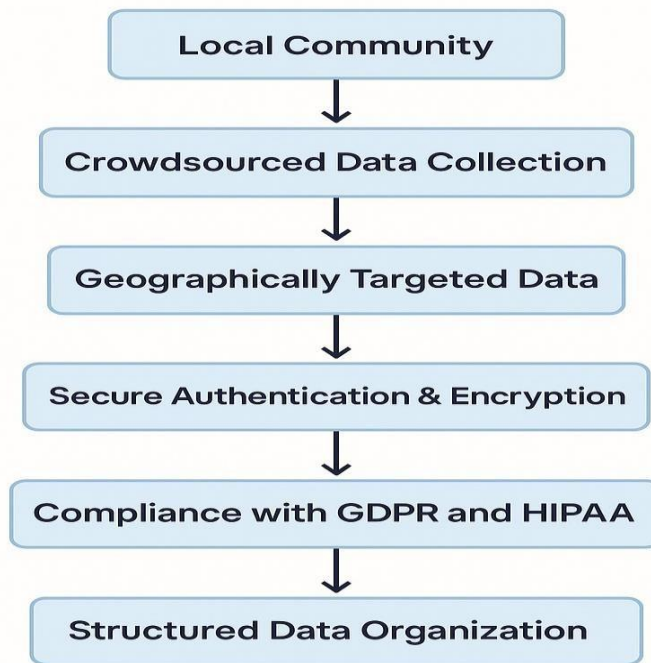 Local Community
Crowdsourced Data Collection
Geographically Targeted Data
Secure Authentication & Encryption
Compliance with GDPR and HIPAA
Structured Data Organization